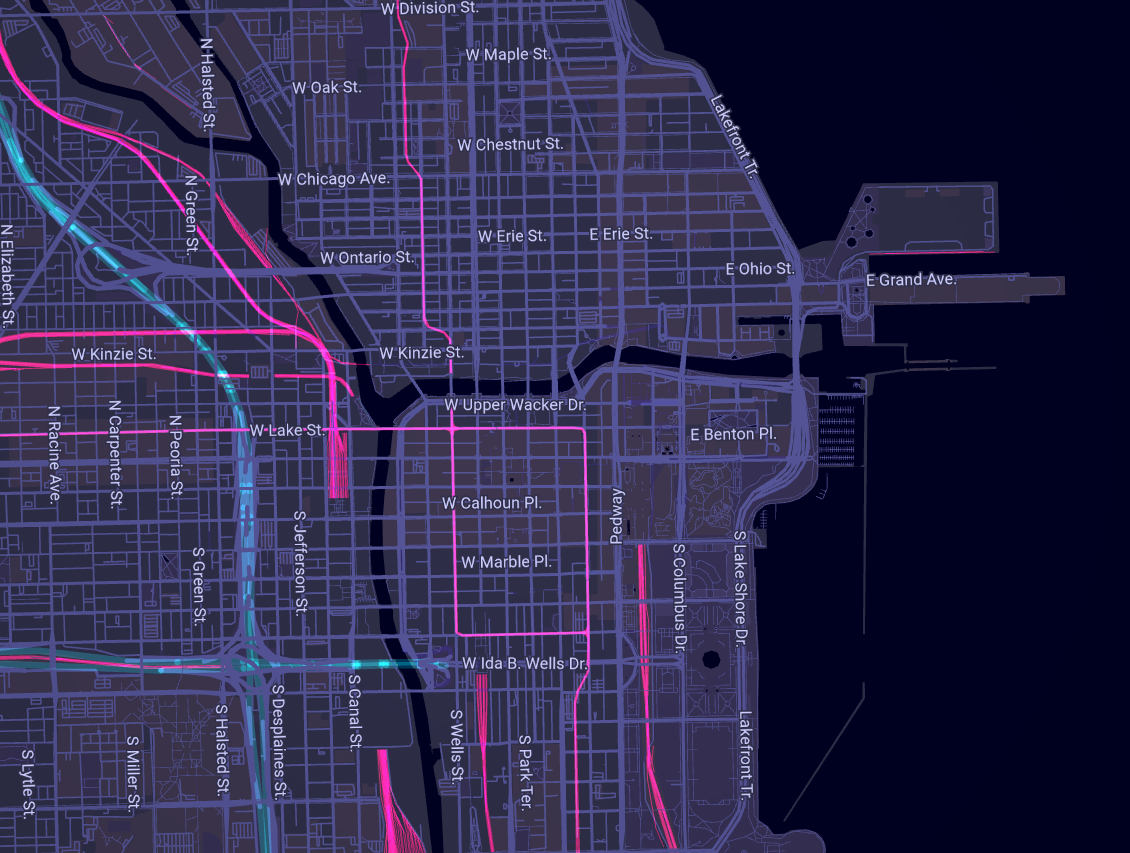 W Division St.
W Maple St.
N Halsted St.
W Oak St.
Lakefront Tr.
W Chestnut St.
W Chicago Ave.
N Green St.
N Elizabeth St.
W Erie St.
E Erie St.
W Ontario St.
E Ohio St.
E Grand Ave.
W Kinzie St.
W Kinzie St.
W Upper Wacker Dr.
N Racine Ave.
N Carpenter St.
N Peoria St.
W Lake St.
E Benton Pl.
W Calhoun Pl.
Pedway
S Jefferson St.
S Green St.
W Marble Pl.
S Columbus Dr.
S Lake Shore Dr.
W Ida B. Wells Dr.
S Canal St.
S Desplaines St.
S Halsted St.
S Wells St.
S Park Ter.
Lakefront Tr.
S Miller St.
S Lytle St.